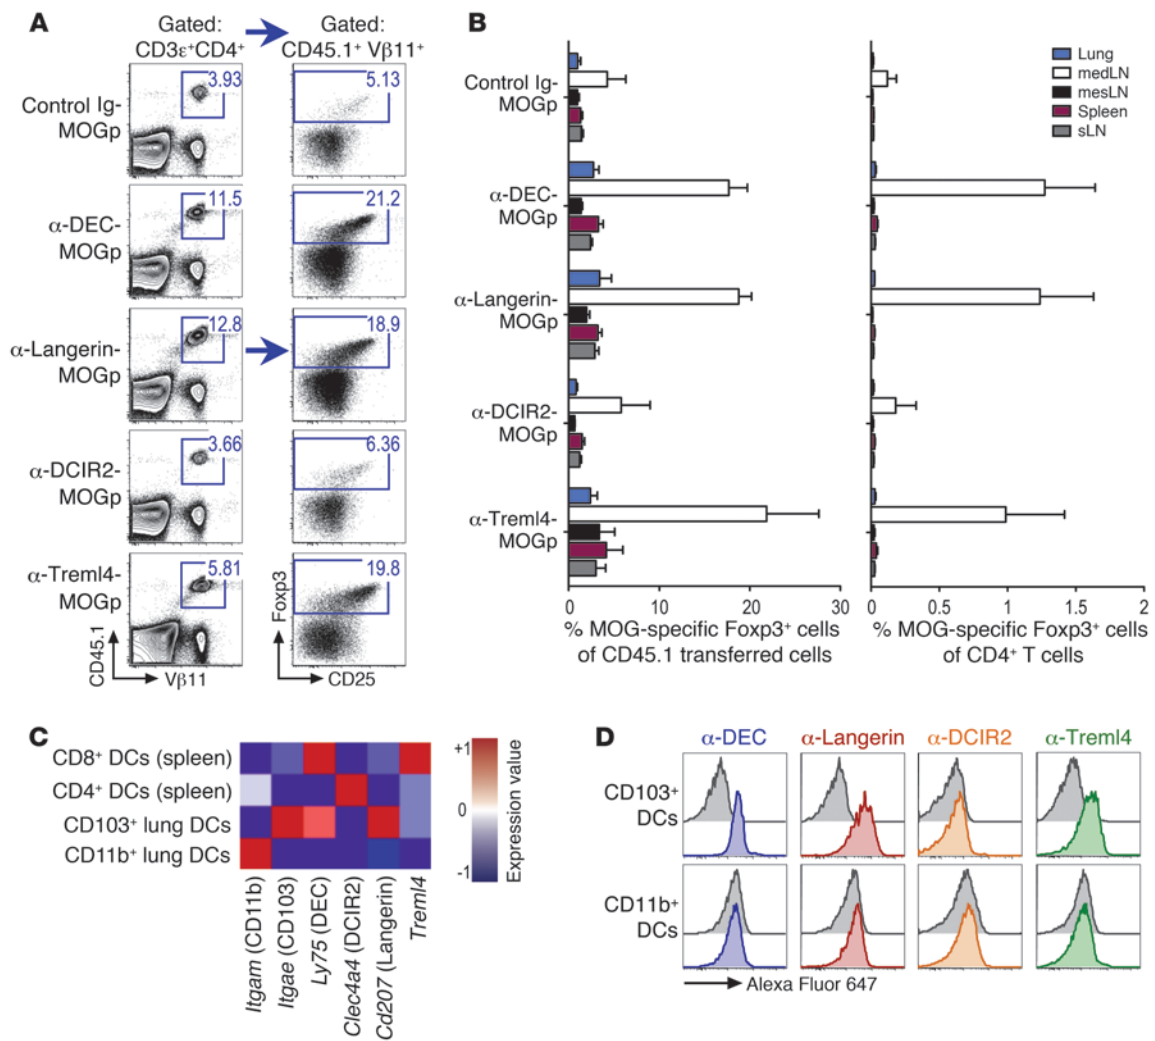 A
Gated:
CD3ε⁺CD4⁺
Gated:
CD45.1⁺ Vβ11⁺
Control Ig-
MOGp
3.93
5.13
α-DEC-
MOGp
11.5
21.2
α-Langerin-
MOGp
12.8
18.9
α-DCIR2-
MOGp
3.66
6.36
α-Treml4-
MOGp
5.81
19.8
CD45.1
Vβ11
Foxp3
CD25
B
Control Ig-
MOGp
α-DEC-
MOGp
α-Langerin-
MOGp
α-DCIR2-
MOGp
α-Treml4-
MOGp
0 10 20 30
% MOG-specific Foxp3⁺ cells
of CD45.1 transferred cells
Lung
medLN
mesLN
Spleen
sLN
0 0.5 1 1.5 2
% MOG-specific Foxp3⁺ cells
of CD4⁺ T cells
C
CD8⁺ DCs (spleen)
CD4⁺ DCs (spleen)
CD103⁺ lung DCs
CD11b⁺ lung DCs
Itgam (CD11b)
Itgae (CD103)
Ly75 (DEC)
Clec4a4 (DCIR2)
Cd207 (Langerin)
Treml4
+1
0
-1
Expression value
D
α-DEC
α-Langerin
α-DCIR2
α-Treml4
CD103⁺
DCs
CD11b⁺
DCs
Alexa Fluor 647